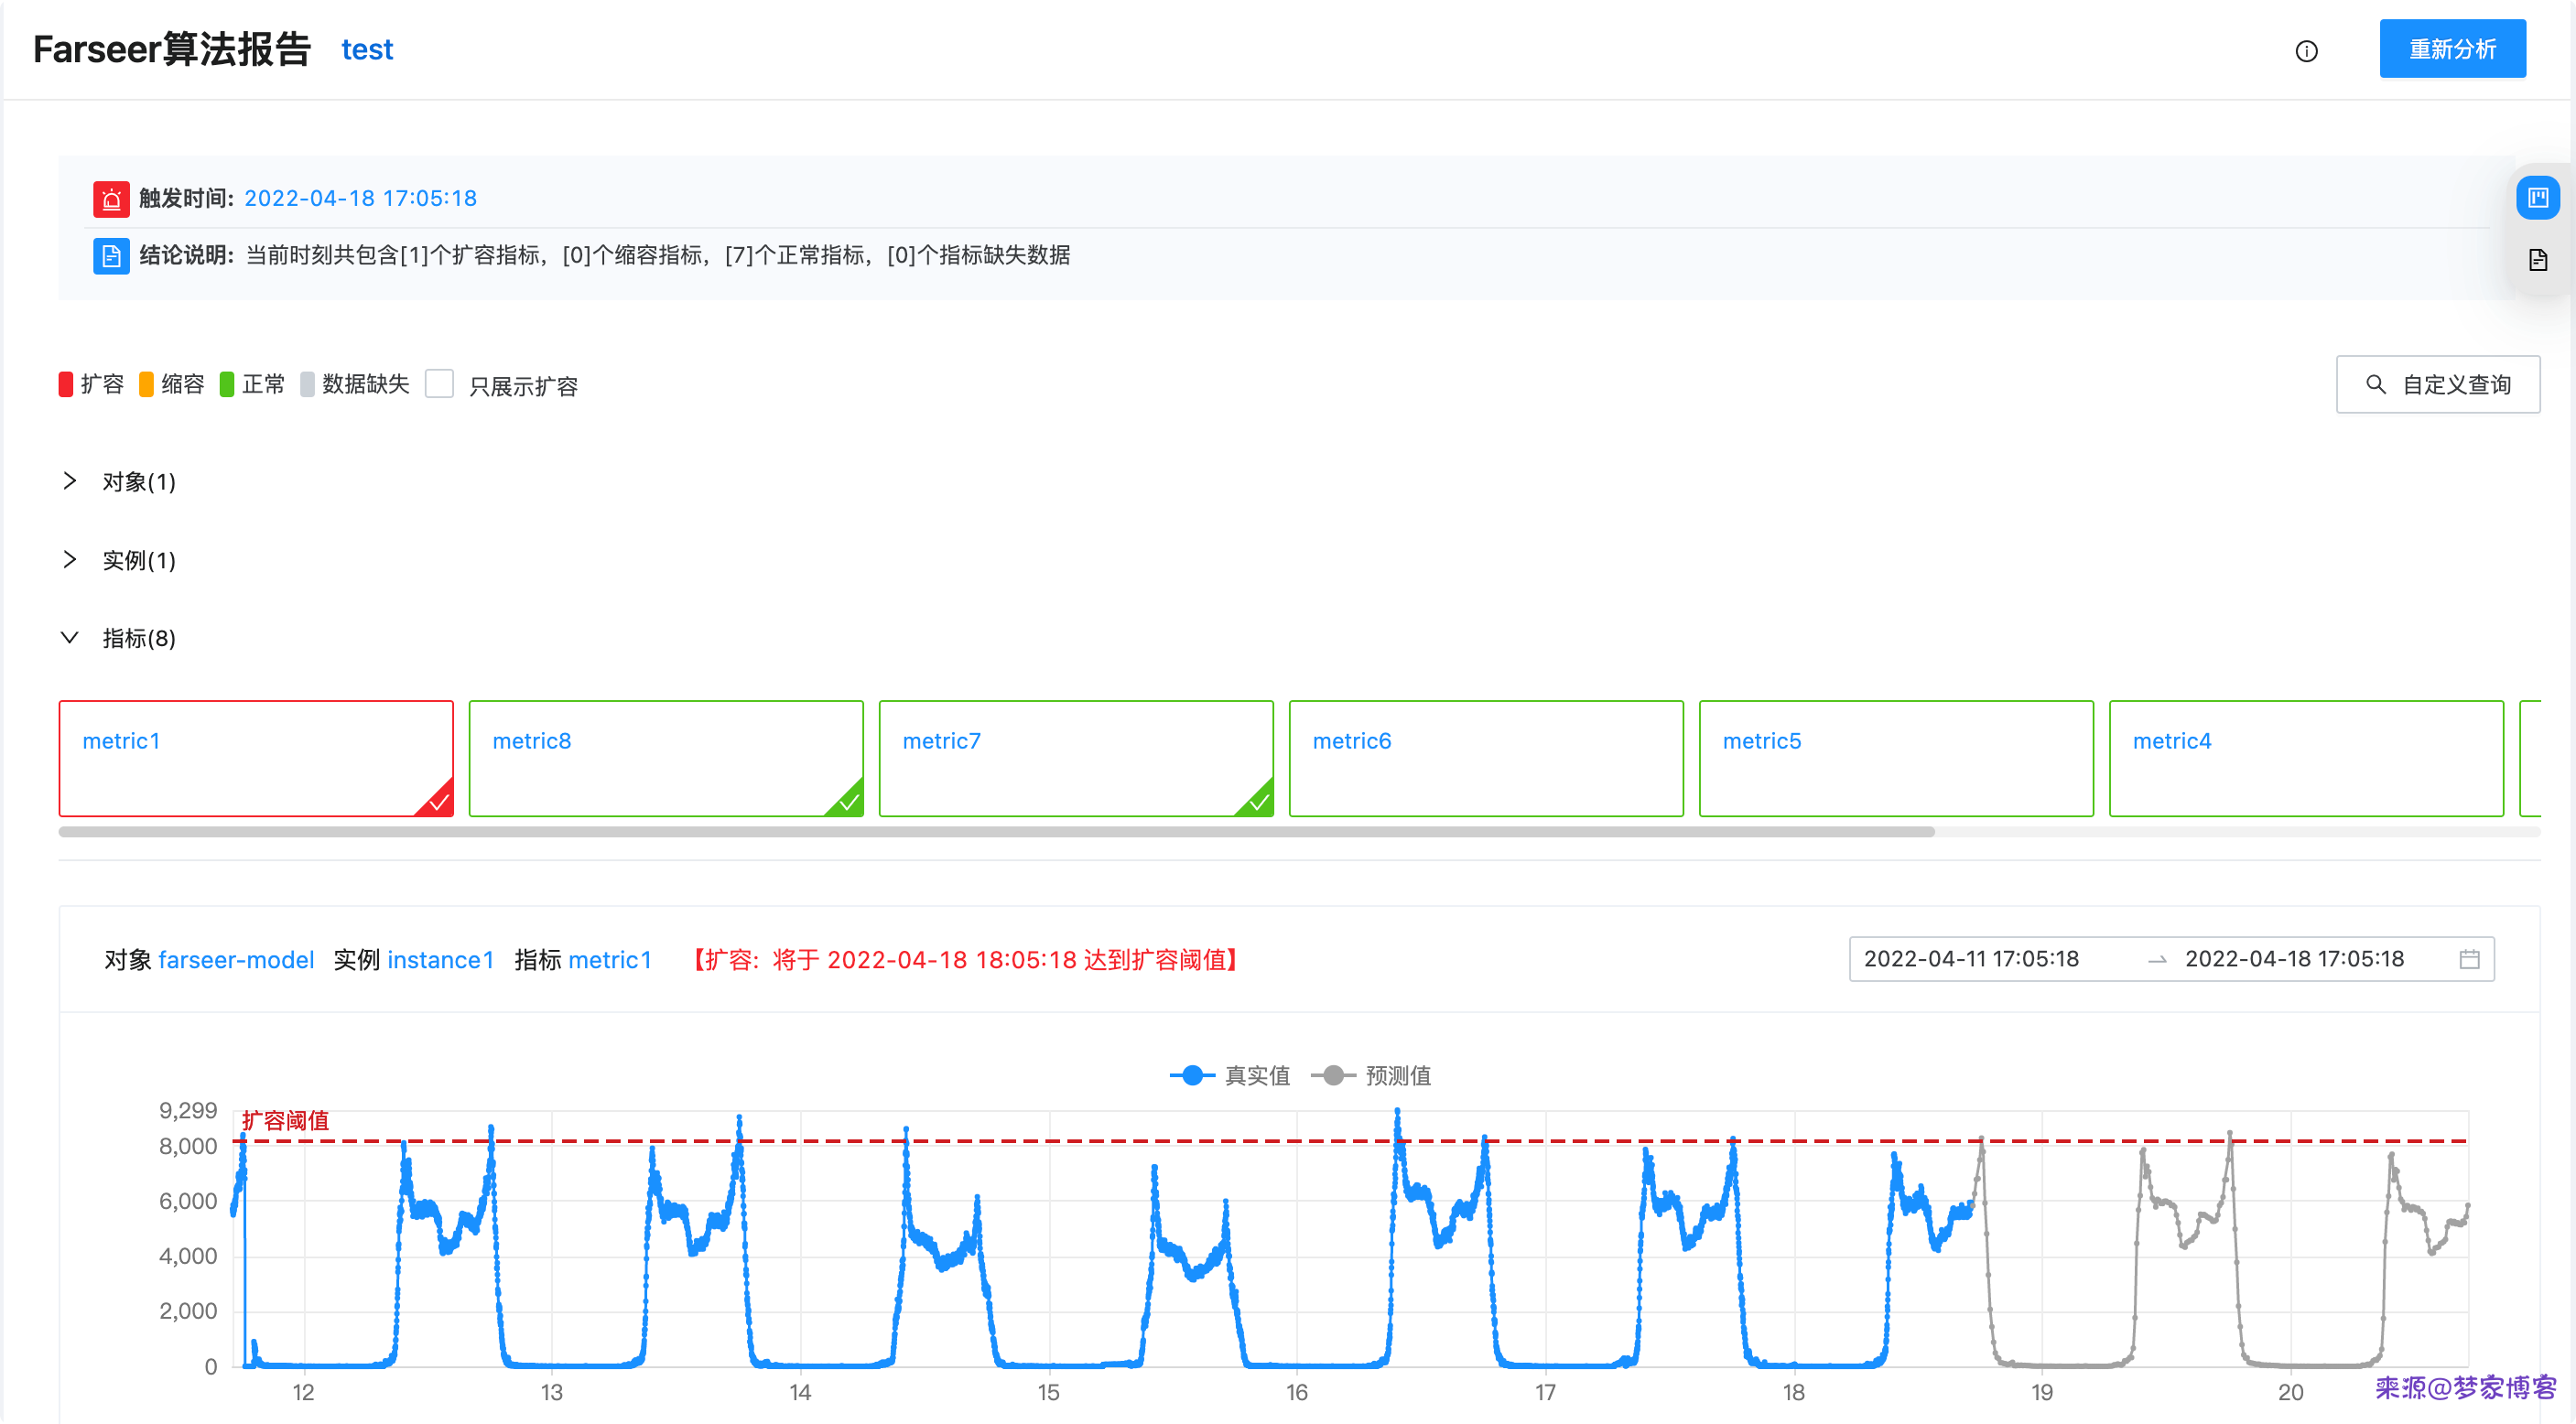 Farseer算法报告 test
重新分析
触发时间: 2022-04-18 17:05:18
结论说明: 当前时刻共包含[1]个扩容指标，[0]个缩容指标，[7]个正常指标，[0]个指标缺失数据
扩容 缩容 正常 数据缺失 只展示扩容
自定义查询
对象(1)
实例(1)
指标(8)
metric1 metric8 metric7 metric6 metric5 metric4
对象 farseer-model 实例 instance1 指标 metric1 【扩容: 将于 2022-04-18 18:05:18 达到扩容阈值】
2022-04-11 17:05:18 → 2022-04-18 17:05:18
真实值 预测值
9,299
扩容阈值
8,000
6,000
4,000
2,000
0
12 13 14 15 16 17 18 19 20
来源@梦家博客